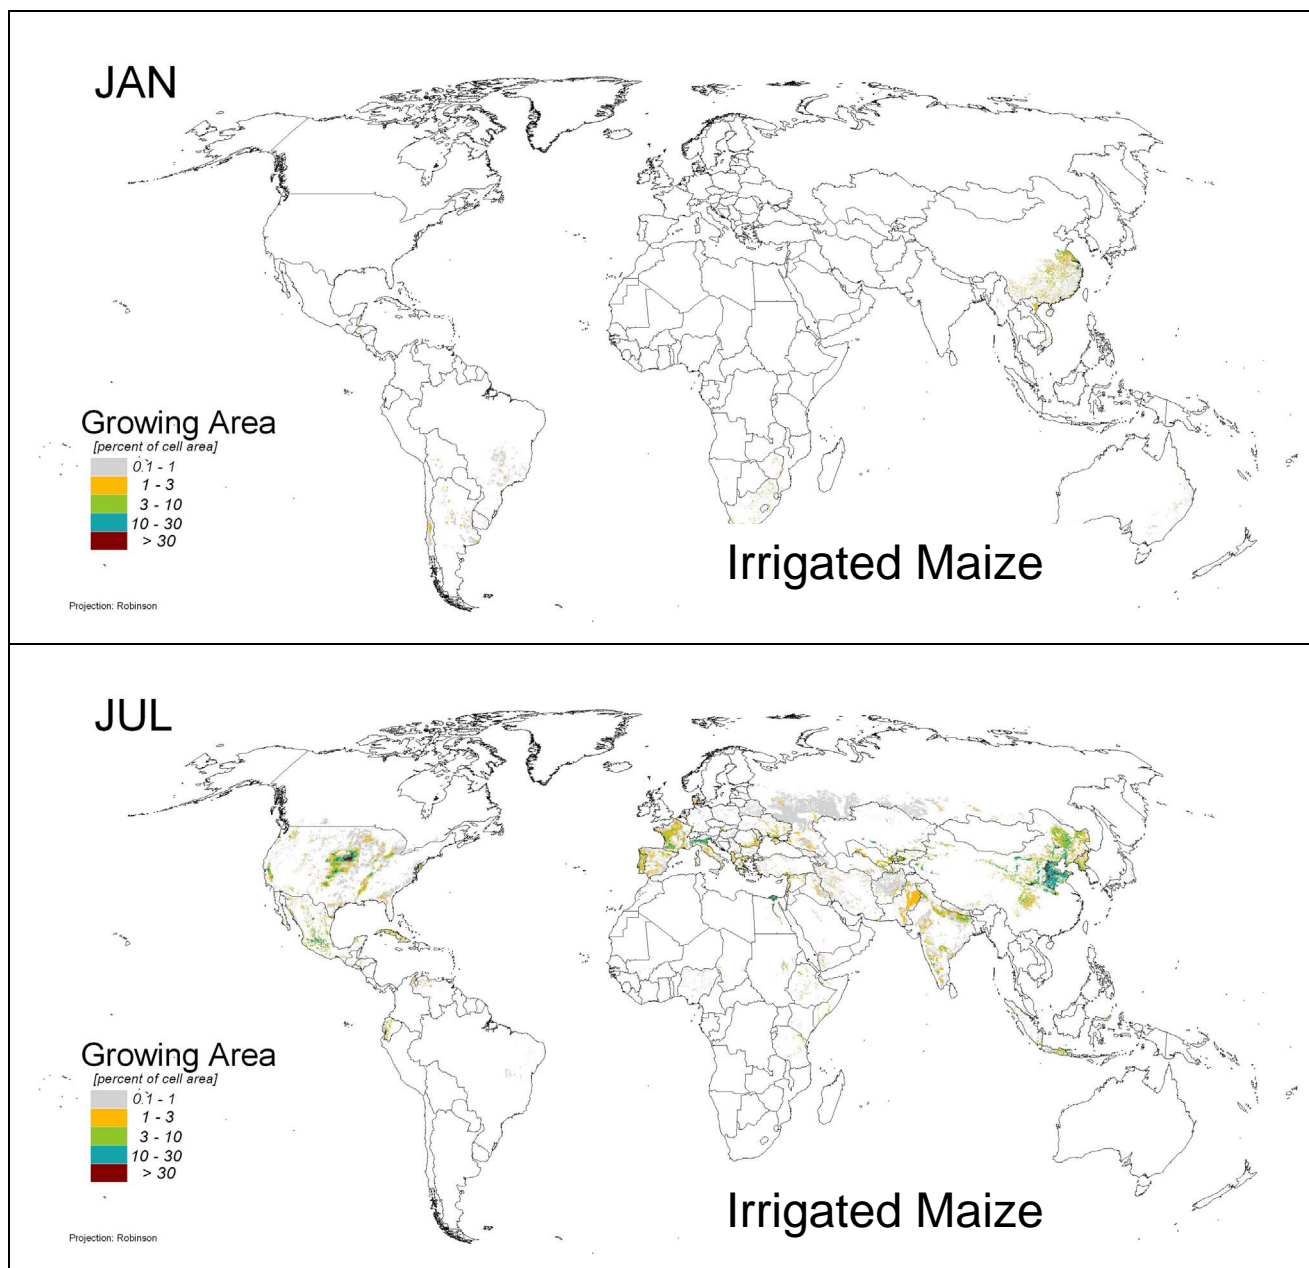 JAN
Growing Area
[percent of cell area]
0.1 - 1
1 - 3
3 - 10
10 - 30
> 30
Irrigated Maize
Projection: Robinson
JUL
Growing Area
[percent of cell area]
0.1 - 1
1 - 3
3 - 10
10 - 30
> 30
Irrigated Maize
Projection: Robinson